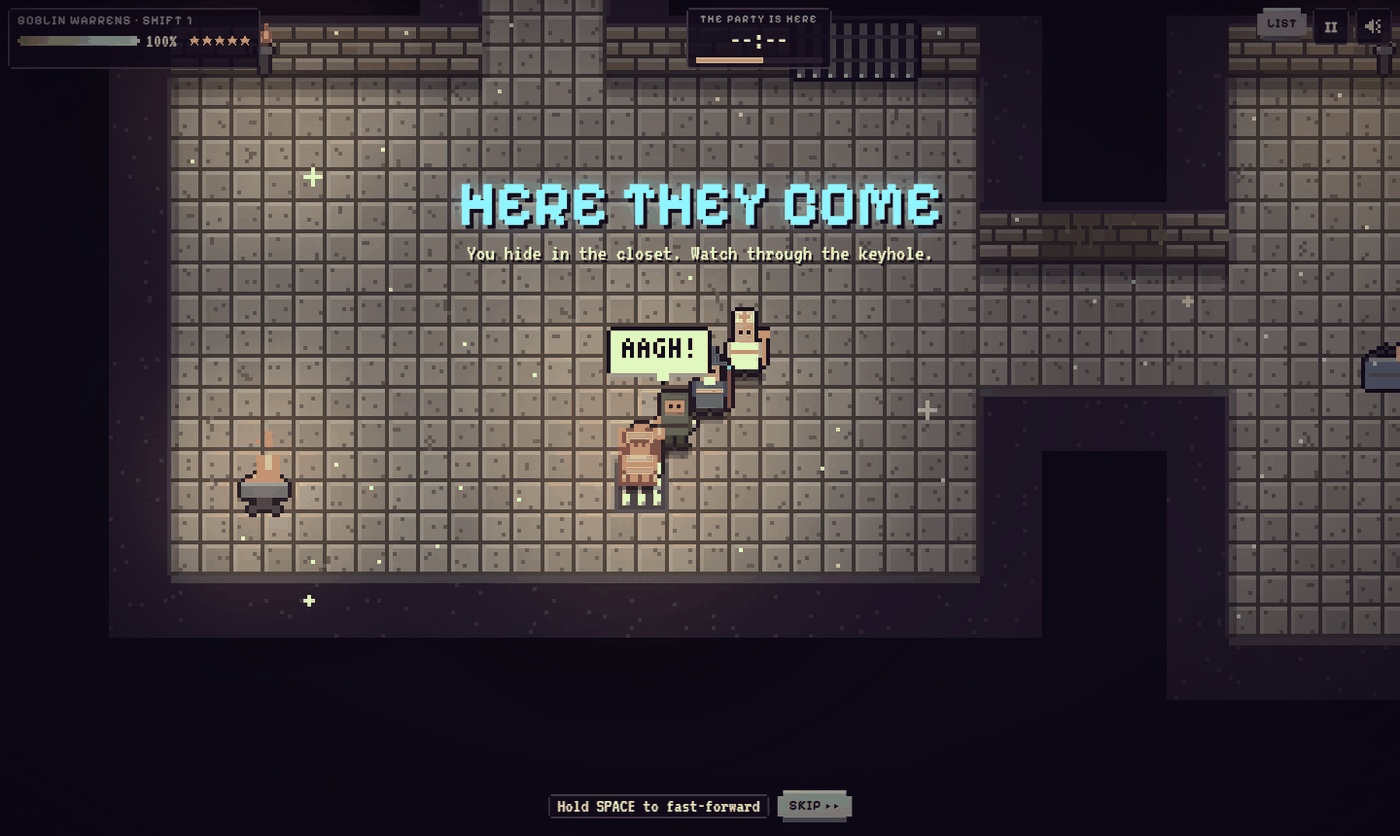 GOBLIN WARRENS · SHIFT 1
100% ★★★★★
THE PARTY IS HERE
--:--
LIST
HERE THEY COME
You hide in the closet. Watch through the keyhole.
AAGH!
Hold SPACE to fast-forward
SKIP ▸▸